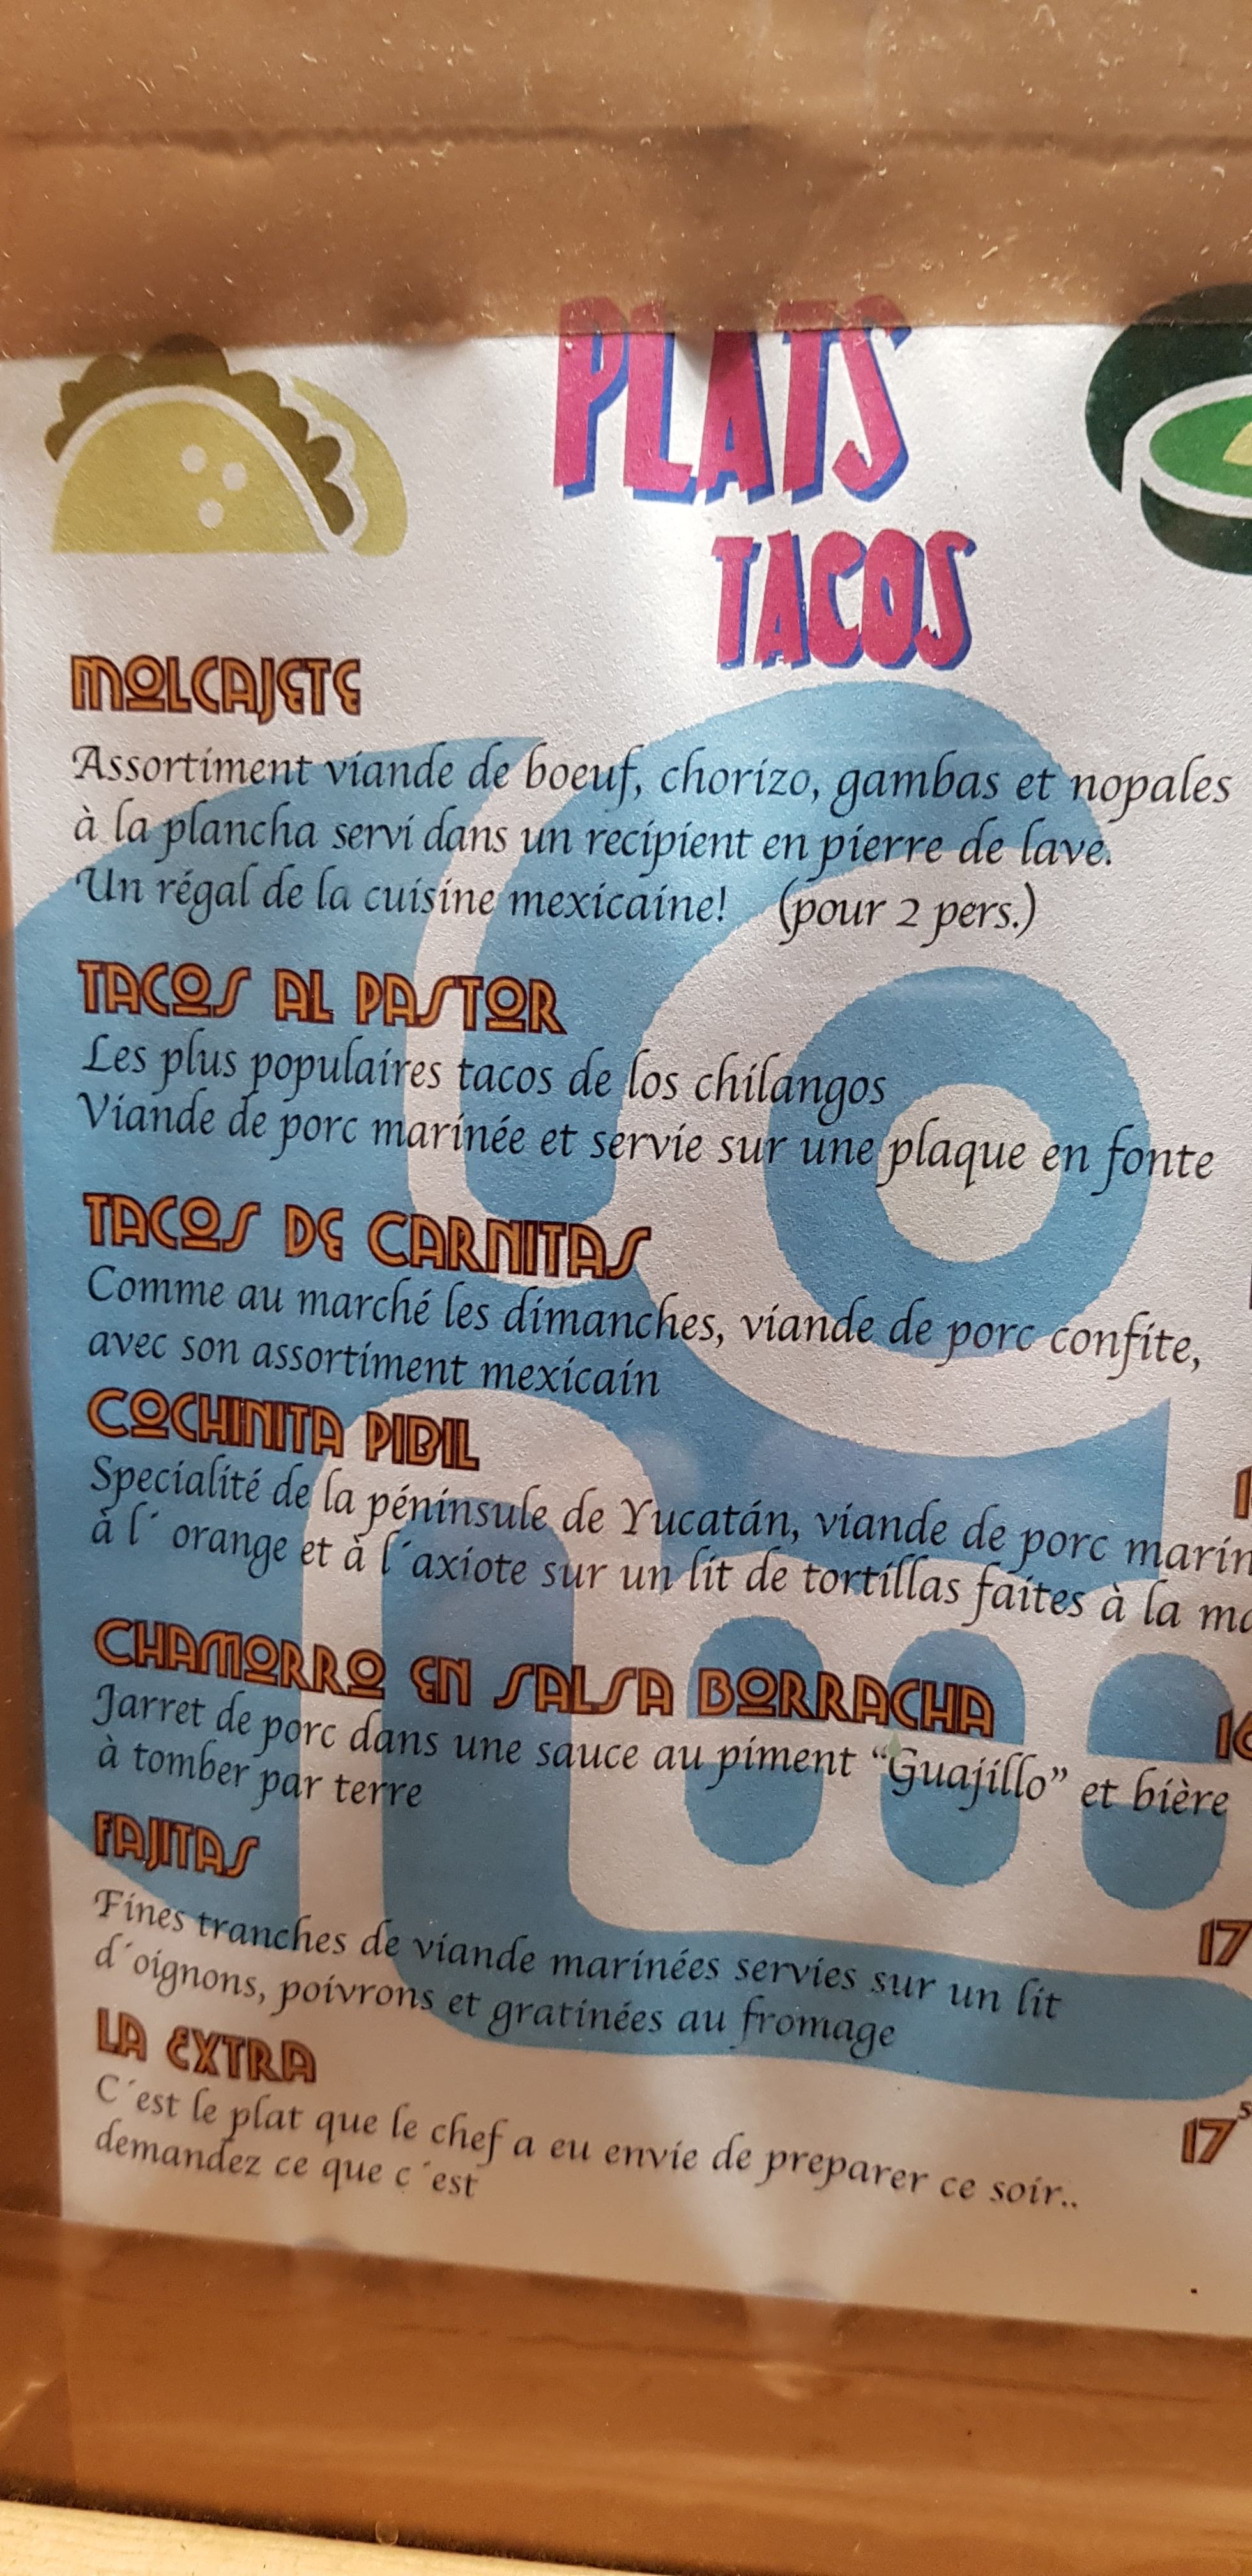 PLATS
TACOS
MOLCAJETE
Assortiment viande de boeuf, chorizo, gambas et nopales
à la plancha servi dans un recipient en pierre de lave.
Un régal de la cuisine mexicaine! (pour 2 pers.)
TACOS AL PASTOR
Les plus populaires tacos de los chilangos
Viande de porc marinée et servie sur une plaque en fonte
TACOS DE CARNITAS
Comme au marché les dimanches, viande de porc confite,
avec son assortiment mexicain
COCHINITA PIBIL
Specialité de la péninsule de Yucatán, viande de porc marin
à l´ orange et à l´axiote sur un lit de tortillas faites à la
CHAMORRO EN SALSA BORRACHA 16
Jarret de porc dans une sauce au piment “Guajillo” et bière
à tomber par terre
FAJITAS 17
Fines tranches de viande marinées servies sur un lit
d´oignons, poivrons et gratinées au fromage
LA EXTRA 17
C´est le plat que le chef a eu envie de preparer ce soir..
demandez ce que c´est